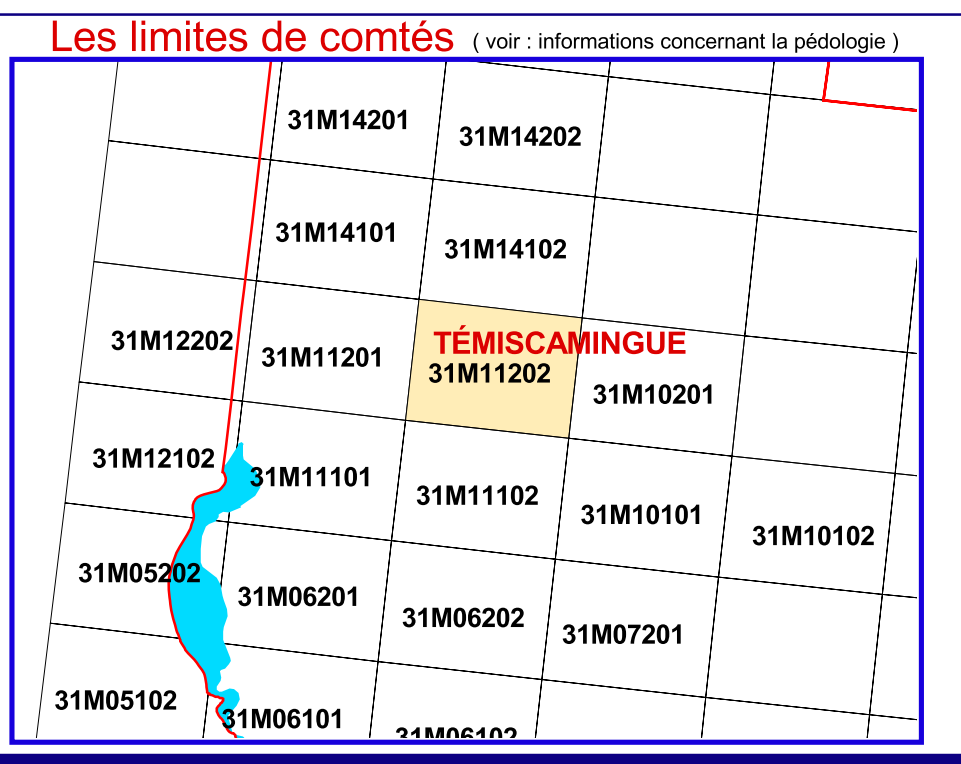 Les limites de comtés ( voir : informations concernant la pédologie )
31M14201
31M14202
31M14101
31M14102
31M12202
31M11201
TÉMISCAMINGUE
31M11202
31M10201
31M12102
31M11101
31M11102
31M10101
31M10102
31M05202
31M06201
31M06202
31M07201
31M05102
31M06101
31M06102